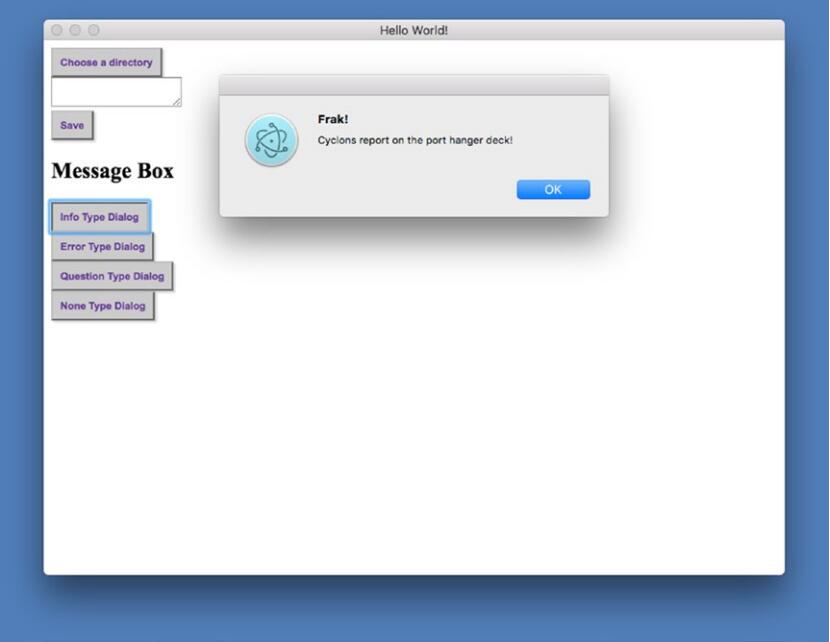 Hello World!
Choose a directory
Save
Message Box
Info Type Dialog
Error Type Dialog
Question Type Dialog
None Type Dialog
Frak!
Cyclons report on the port hanger deck!
OK